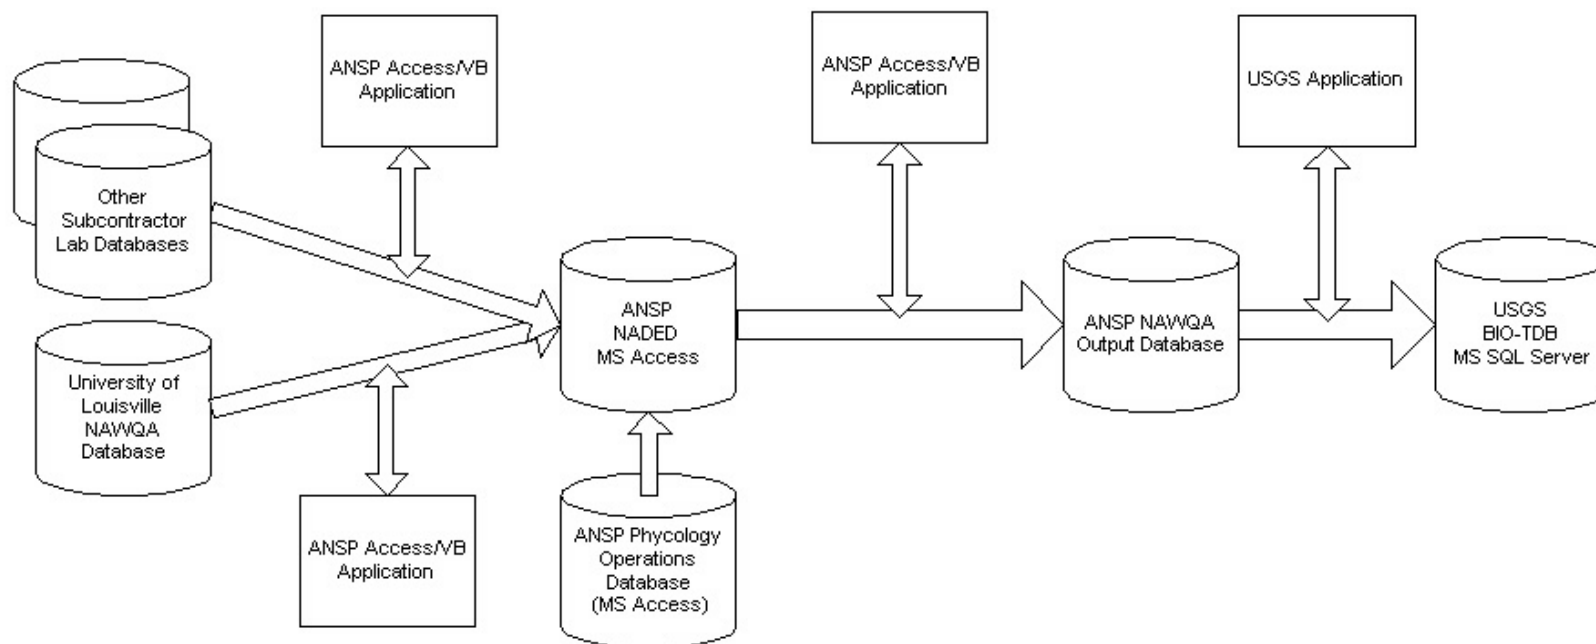 ANSP Access/VB
Application
ANSP Access/VB
Application
USGS Application
Other
Subcontractor
Lab Databases
ANSP
NADED
MS Access
ANSP NAWQA
Output Database
USGS
BIO-TDB
MS SQL Server
University of
Louisville
NAWQA
Database
ANSP Access/VB
Application
ANSP Phycology
Operations
Database
(MS Access)